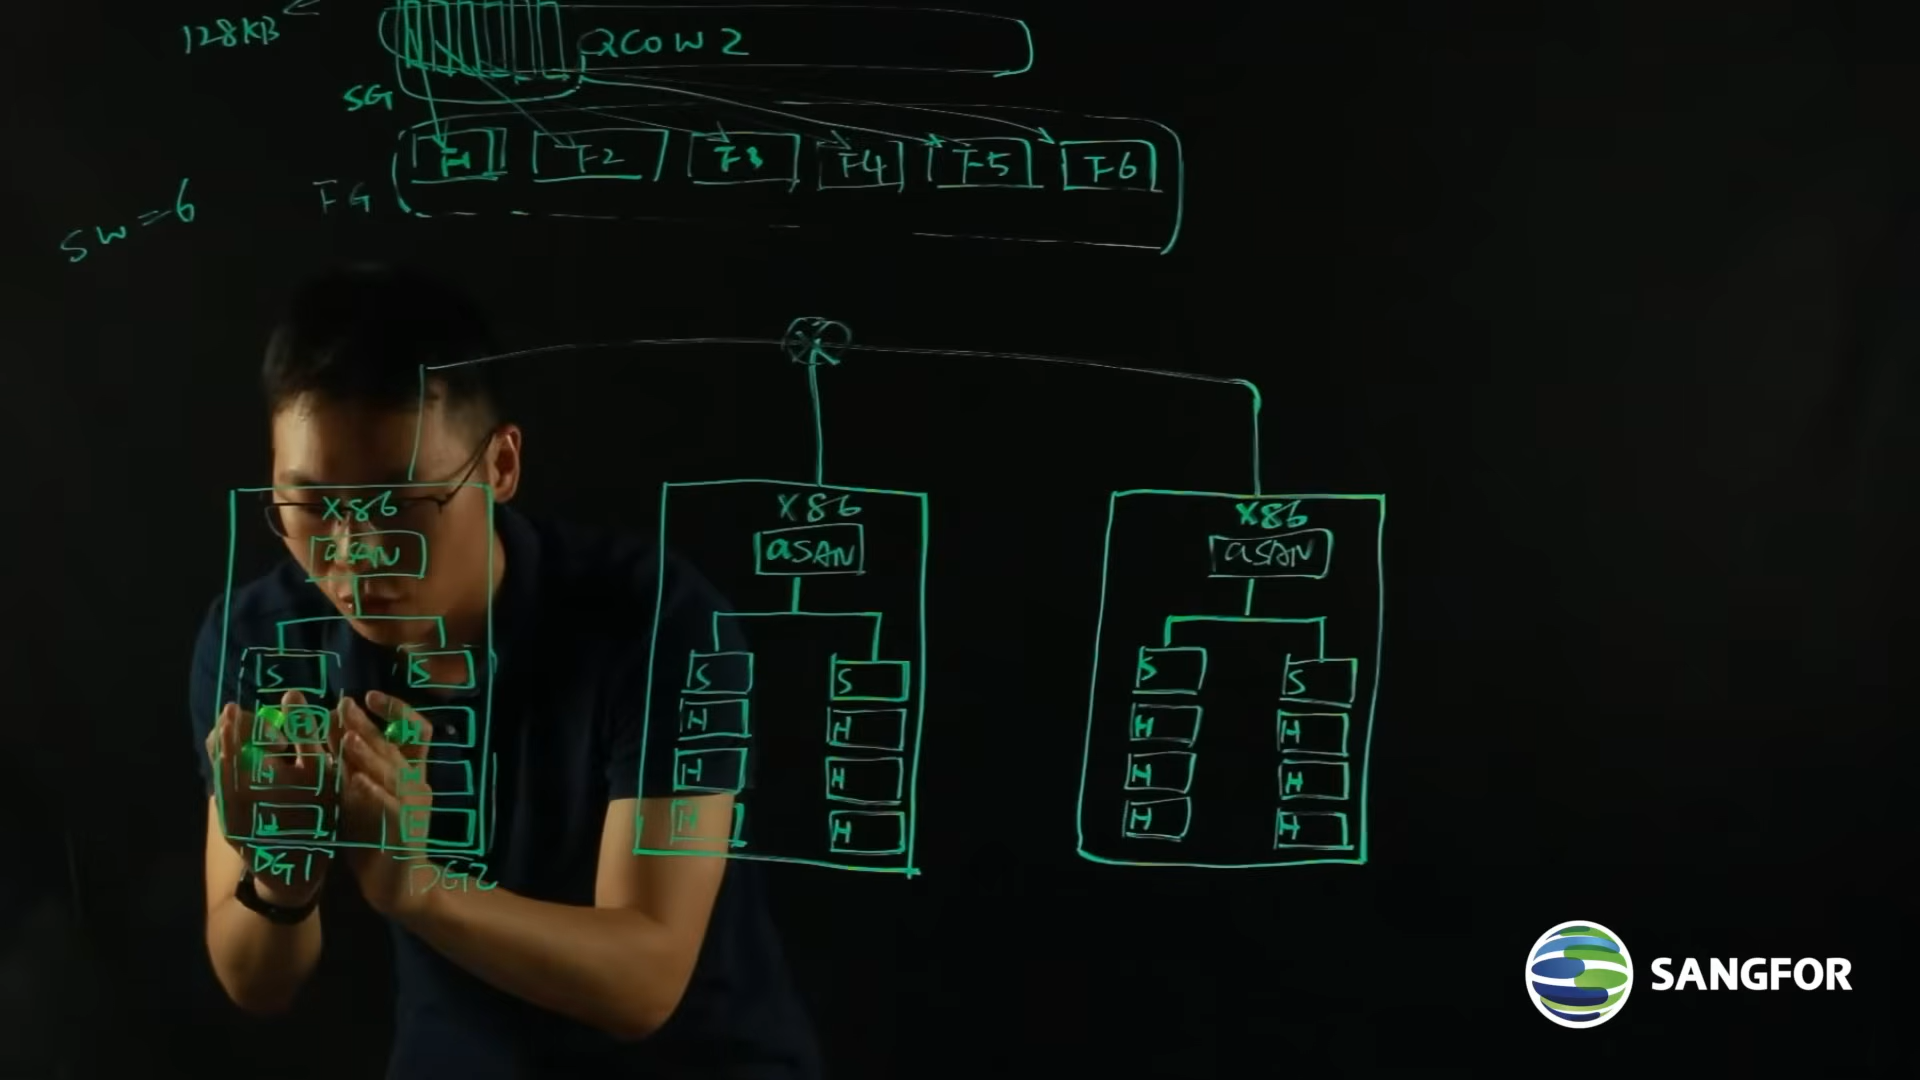 128KB
QCOW2
SG
F1 F2 F3 F4 F5 F6
FG
SW=6
X86 X86 X86
aSAN aSAN aSAN
S S S S S S
H H H H H H
H H H H H H
H H H H H H
DG1 DG2
SANGFOR